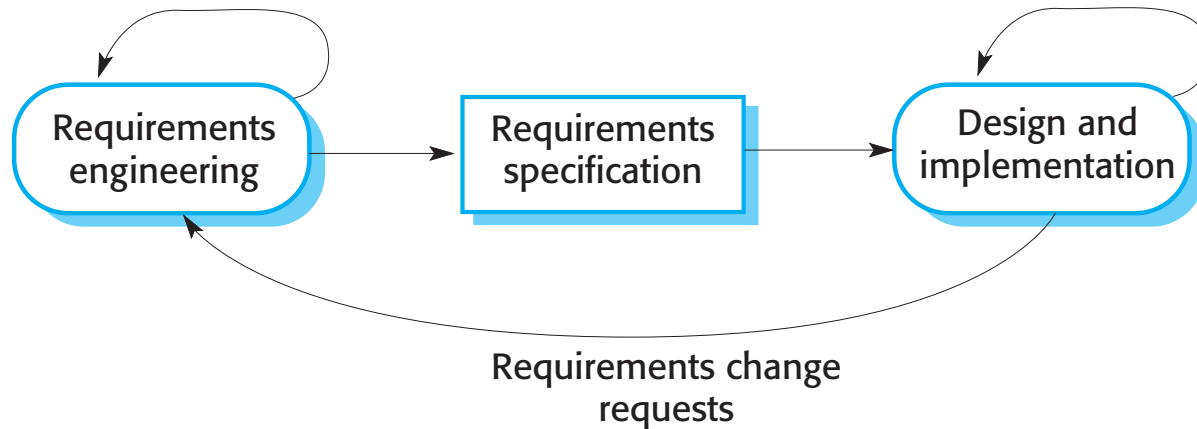 Requirements
engineering
Requirements
specification
Design and
implementation
Requirements change
requests